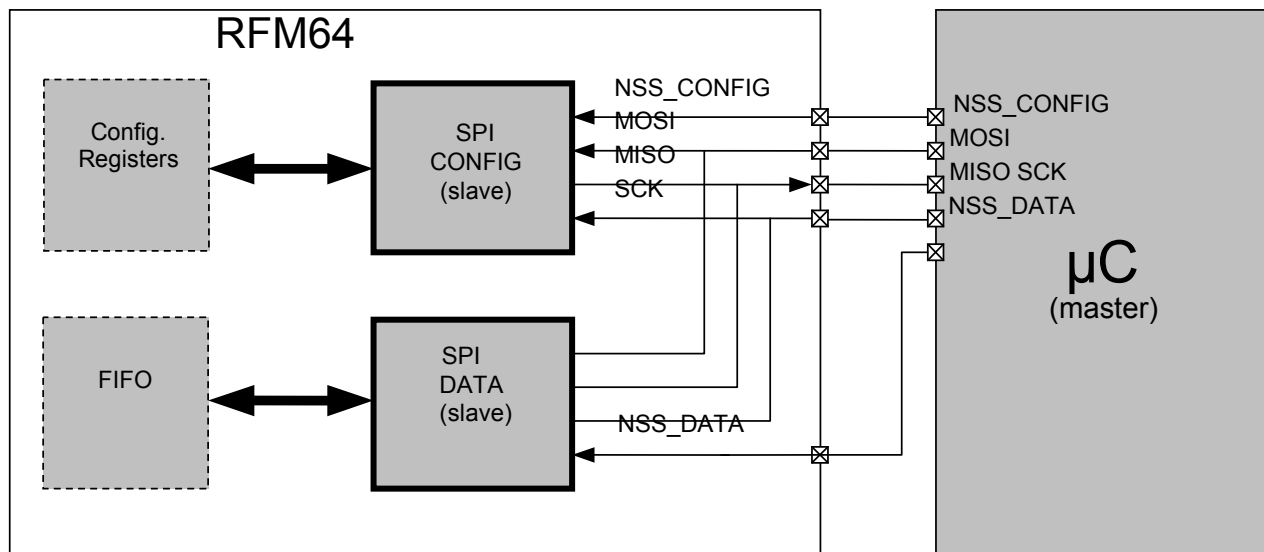 RFM64
Config.
Registers
SPI
CONFIG
(slave)
NSS_CONFIG
MOSI
MISO
SCK
NSS_CONFIG
MOSI
MISO SCK
NSS_DATA
µC
(master)
FIFO
SPI
DATA
(slave)
NSS_DATA